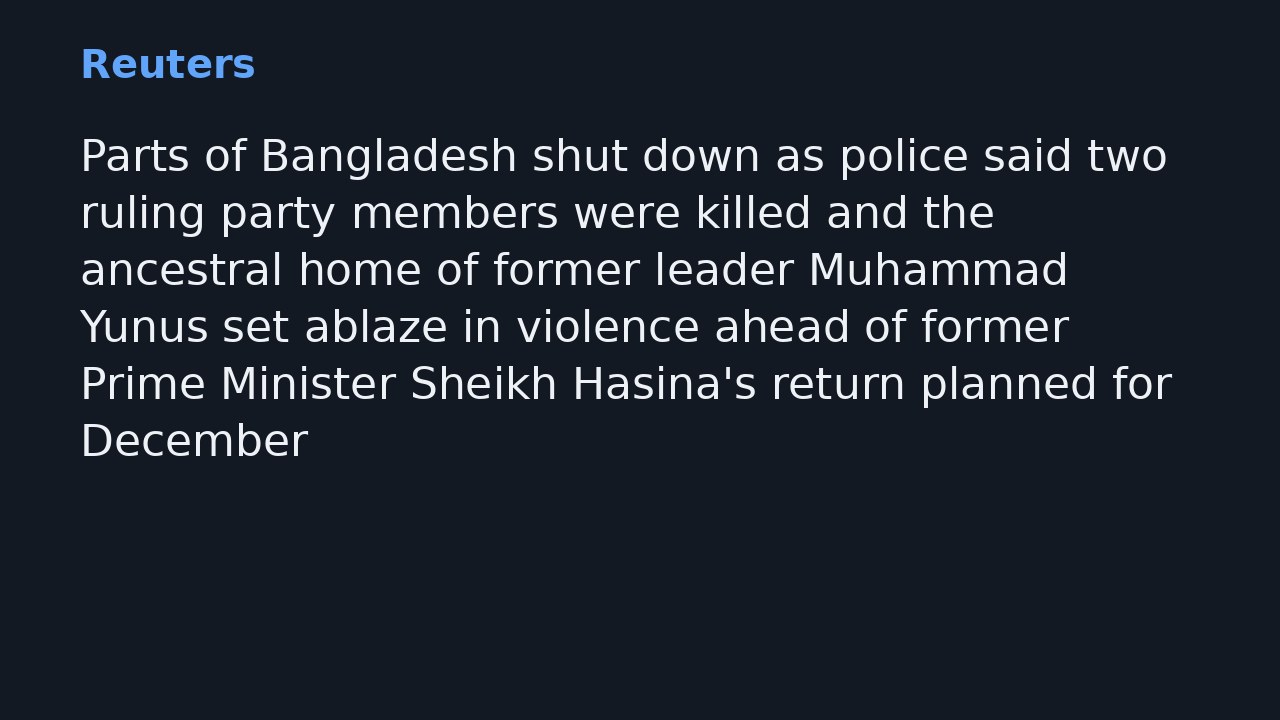 Reuters
Parts of Bangladesh shut down as police said two
ruling party members were killed and the
ancestral home of former leader Muhammad
Yunus set ablaze in violence ahead of former
Prime Minister Sheikh Hasina's return planned for
December